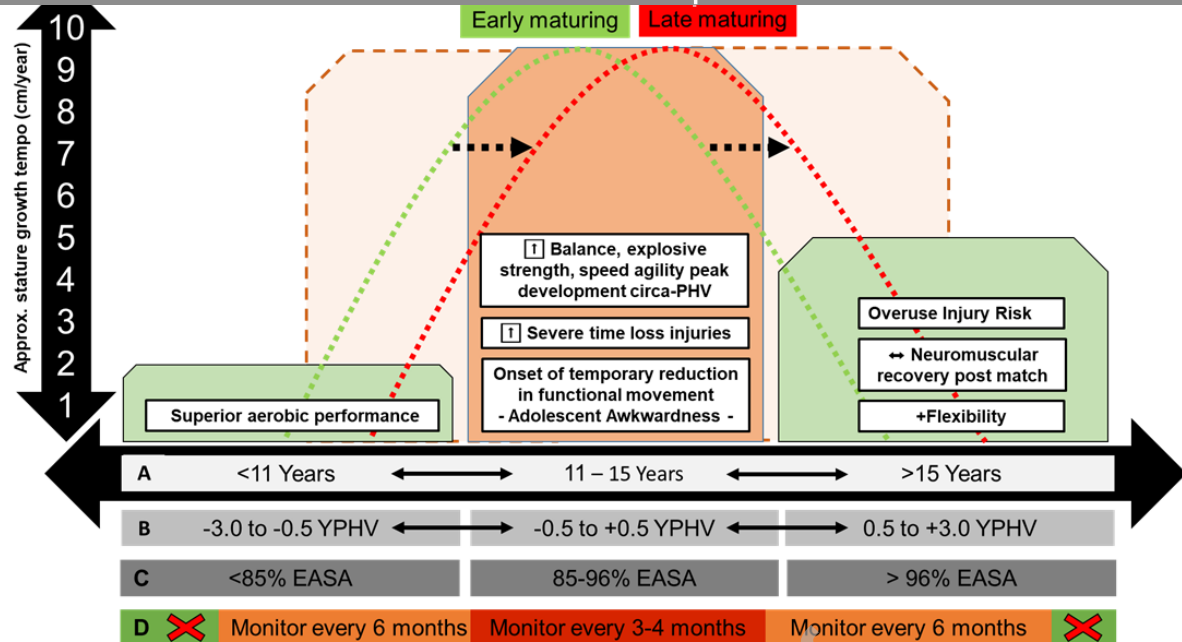 Early maturing
Late maturing
Approx. stature growth tempo (cm/year)
10
9
8
7
6
5
4
3
2
1
↑ Balance, explosive
strength, speed agility peak
development circa-PHV
↑ Severe time loss injuries
Onset of temporary reduction
in functional movement
- Adolescent Awkwardness -
Superior aerobic performance
Overuse Injury Risk
↔ Neuromuscular
recovery post match
+Flexibility
A <11 Years 11 – 15 Years >15 Years
B -3.0 to -0.5 YPHV -0.5 to +0.5 YPHV 0.5 to +3.0 YPHV
C <85% EASA 85-96% EASA > 96% EASA
D Monitor every 6 months Monitor every 3-4 months Monitor every 6 months